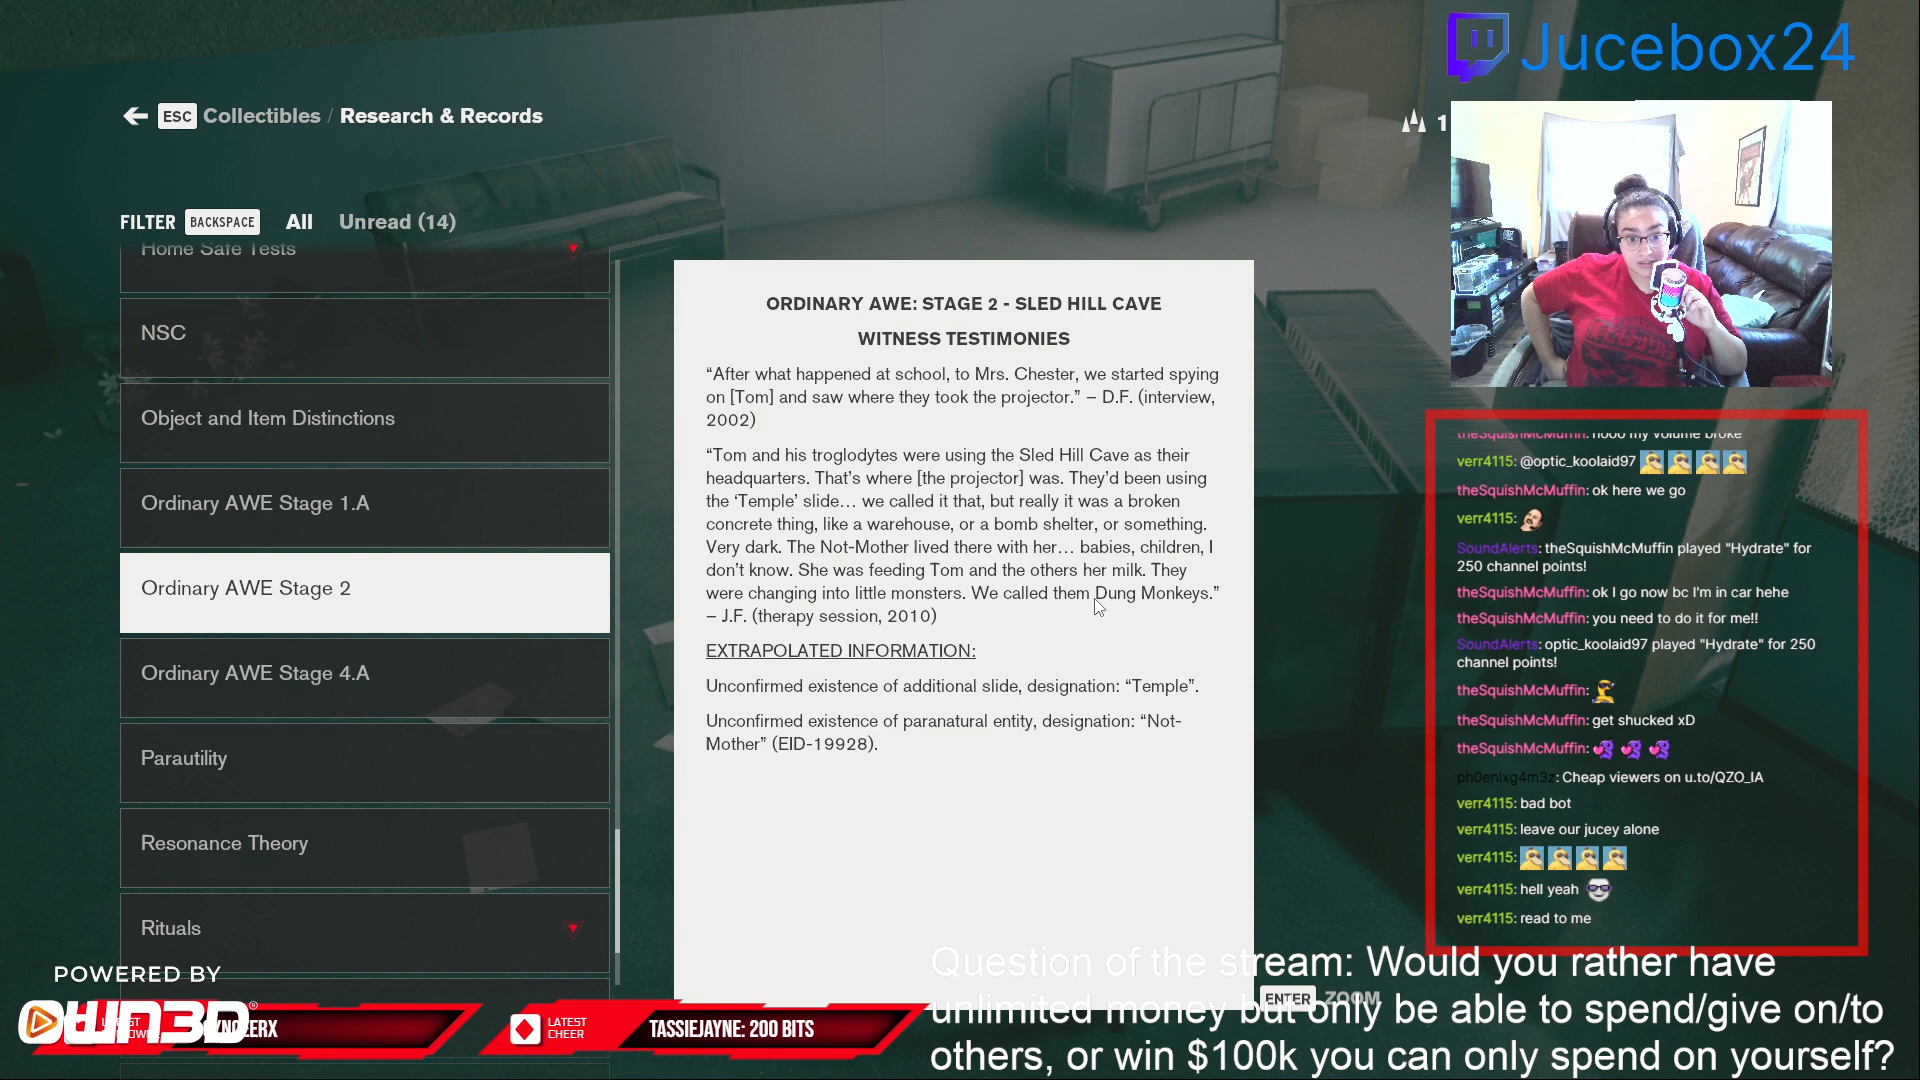 Jucebox24
ESC Collectibles / Research & Records
1
FILTER BACKSPACE All Unread (14)
Home Safe Tests
NSC
Object and Item Distinctions
Ordinary AWE Stage 1.A
Ordinary AWE Stage 2
Ordinary AWE Stage 4.A
Parautility
Resonance Theory
Rituals
ORDINARY AWE: STAGE 2 - SLED HILL CAVE
WITNESS TESTIMONIES
“After what happened at school, to Mrs. Chester, we started spying
on [Tom] and saw where they took the projector.” – D.F. (interview,
2002)
“Tom and his troglodytes were using the Sled Hill Cave as their
headquarters. That’s where [the projector] was. They’d been using
the ‘Temple’ slide… we called it that, but really it was a broken
concrete thing, like a warehouse, or a bomb shelter, or something.
Very dark. The Not-Mother lived there with her… babies, children, I
don’t know. She was feeding Tom and the others her milk. They
were changing into little monsters. We called them Dung Monkeys.”
– J.F. (therapy session, 2010)
EXTRAPOLATED INFORMATION:
Unconfirmed existence of additional slide, designation: “Temple”.
Unconfirmed existence of paranatural entity, designation: “Not-
Mother” (EID-19928).
ENTER ZOOM
theSquishMcMuffin: nooo my volume broke
verr4115: @optic_koolaid97
theSquishMcMuffin: ok here we go
verr4115:
SoundAlerts: theSquishMcMuffin played "Hydrate" for
250 channel points!
theSquishMcMuffin: ok I go now bc I'm in car hehe
theSquishMcMuffin: you need to do it for me!!
SoundAlerts: optic_koolaid97 played "Hydrate" for 250
channel points!
theSquishMcMuffin:
theSquishMcMuffin: get shucked xD
theSquishMcMuffin:
ph0enixg4m3z: Cheap viewers on u.to/QZO_IA
verr4115: bad bot
verr4115: leave our jucey alone
verr4115:
verr4115: hell yeah
verr4115: read to me
POWERED BY
OWN3D
LATEST
CHEER
TASSIEJAYNE: 200 BITS
Question of the stream: Would you rather have
unlimited money but only be able to spend/give on/to
others, or win $100k you can only spend on yourself?